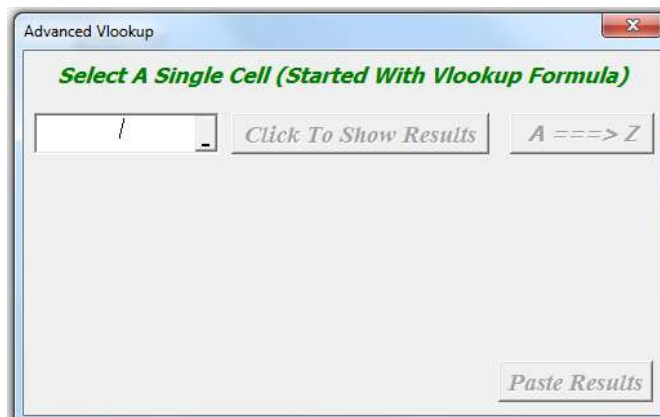 Advanced Vlookup
Select A Single Cell (Started With Vlookup Formula)
Click To Show Results
A ===> Z
Paste Results